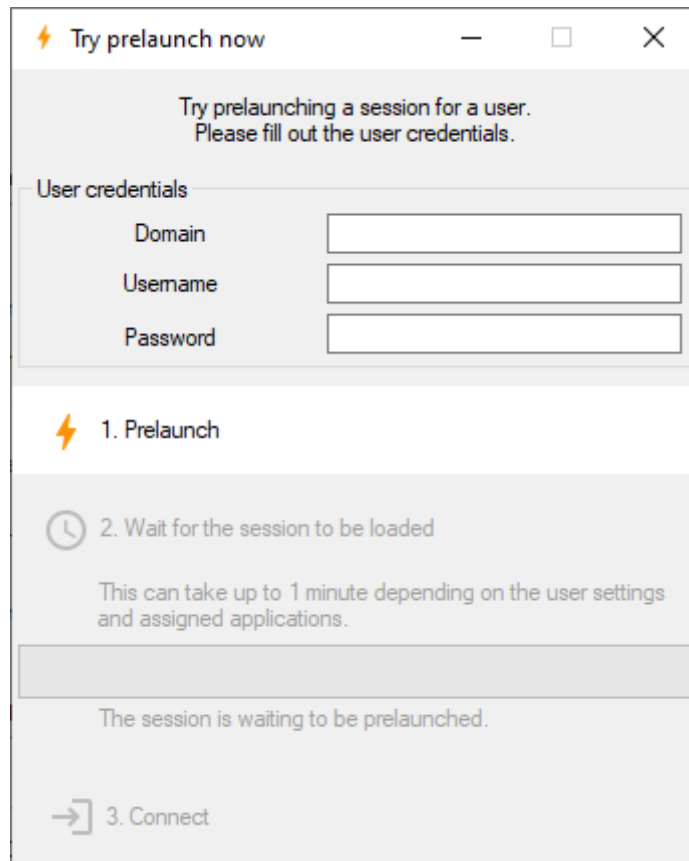 Try prelaunch now
Try prelaunching a session for a user.
Please fill out the user credentials.
User credentials
Domain
Username
Password
1. Prelaunch
2. Wait for the session to be loaded
This can take up to 1 minute depending on the user settings
and assigned applications.
The session is waiting to be prelaunched.
3. Connect